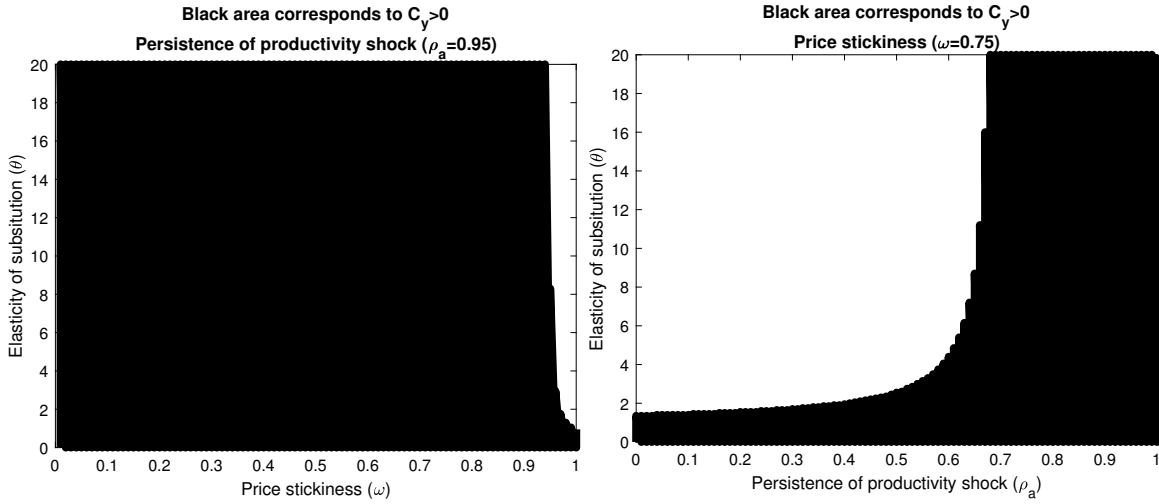 Black area corresponds to C_y>0
Persistence of productivity shock (ρ_a=0.95)
20
18
16
14
12
10
8
6
4
2
0
Elasticity of subsitution (θ)
0 0.1 0.2 0.3 0.4 0.5 0.6 0.7 0.8 0.9 1
Price stickiness (ω)
Black area corresponds to C_y>0
Price stickiness (ω=0.75)
20
18
16
14
12
10
8
6
4
2
0
Elasticity of subsitution (θ)
0 0.1 0.2 0.3 0.4 0.5 0.6 0.7 0.8 0.9 1
Persistence of productivity shock (ρ_a)